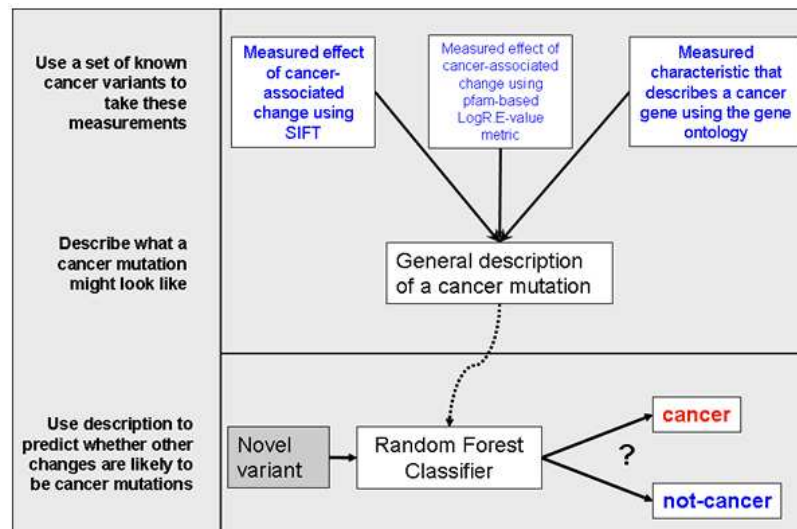 Use a set of known
cancer variants to
take these
measurements
Measured effect
of cancer-
associated
change using
SIFT
Measured effect of
cancer-associated
change using
pfam-based
LogR.E-value
metric
Measured
characteristic that
describes a cancer
gene using the gene
ontology
Describe what a
cancer mutation
might look like
General description
of a cancer mutation
Use description to
predict whether other
changes are likely to
be cancer mutations
Novel
variant
Random Forest
Classifier
cancer
?
not-cancer